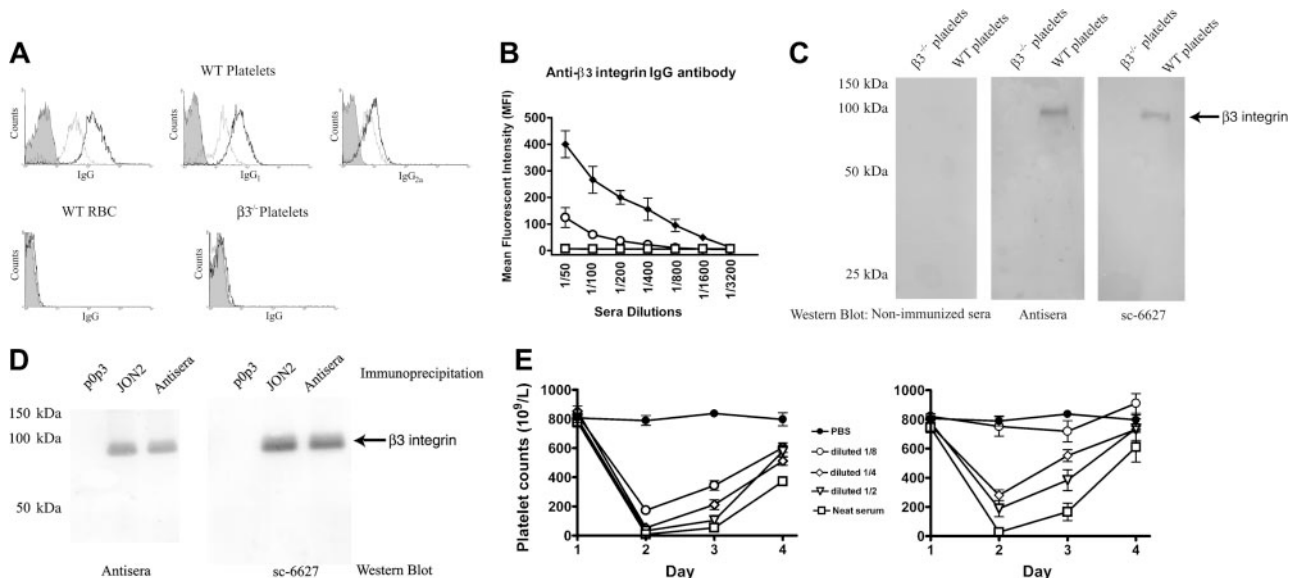 A
WT Platelets
Counts
IgG
Counts
IgG1
Counts
IgG2a
WT RBC
β3-/- Platelets
Counts
IgG
Counts
IgG
B
Anti-β3 integrin IgG antibody
Mean Fluorescent Intensity (MFI)
500
400
300
200
100
0
1/50
1/100
1/200
1/400
1/800
1/1600
1/3200
Sera Dilutions
C
β3-/- platelets
WT platelets
β3-/- platelets
WT platelets
β3-/- platelets
WT platelets
150 kDa
100 kDa
50 kDa
25 kDa
β3 integrin
Western Blot: Non-immunized sera
Antisera
sc-6627
D
p0p3
JON2
Antisera
p0p3
JON2
Antisera
Immunoprecipitation
150 kDa
100 kDa
50 kDa
β3 integrin
Antisera
sc-6627
Western Blot
E
Platelet counts (10^9/L)
1000
800
600
400
200
0
1
2
3
4
Day
PBS
diluted 1/8
diluted 1/4
diluted 1/2
Neat serum
1000
800
600
400
200
0
1
2
3
4
Day